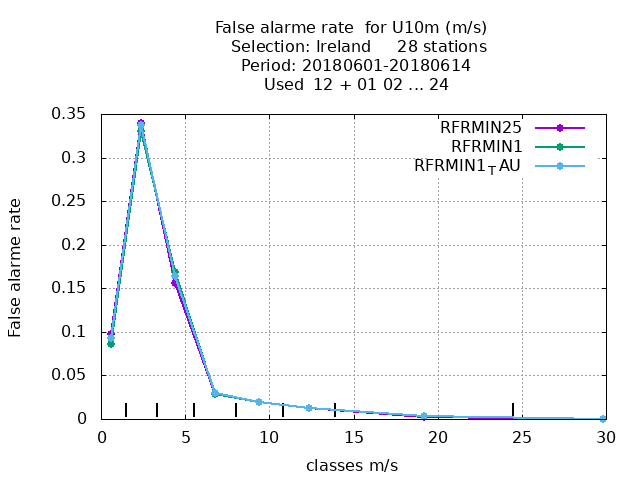 False alarme rate  for U10m (m/s)
Selection: Ireland     28 stations
Period: 20180601-20180614
Used  12 + 01 02 ... 24
RFRMIN25
RFRMIN1
RFRMIN1TAU
False alarme rate
0.35
0.3
0.25
0.2
0.15
0.1
0.05
0
0 5 10 15 20 25 30
classes m/s